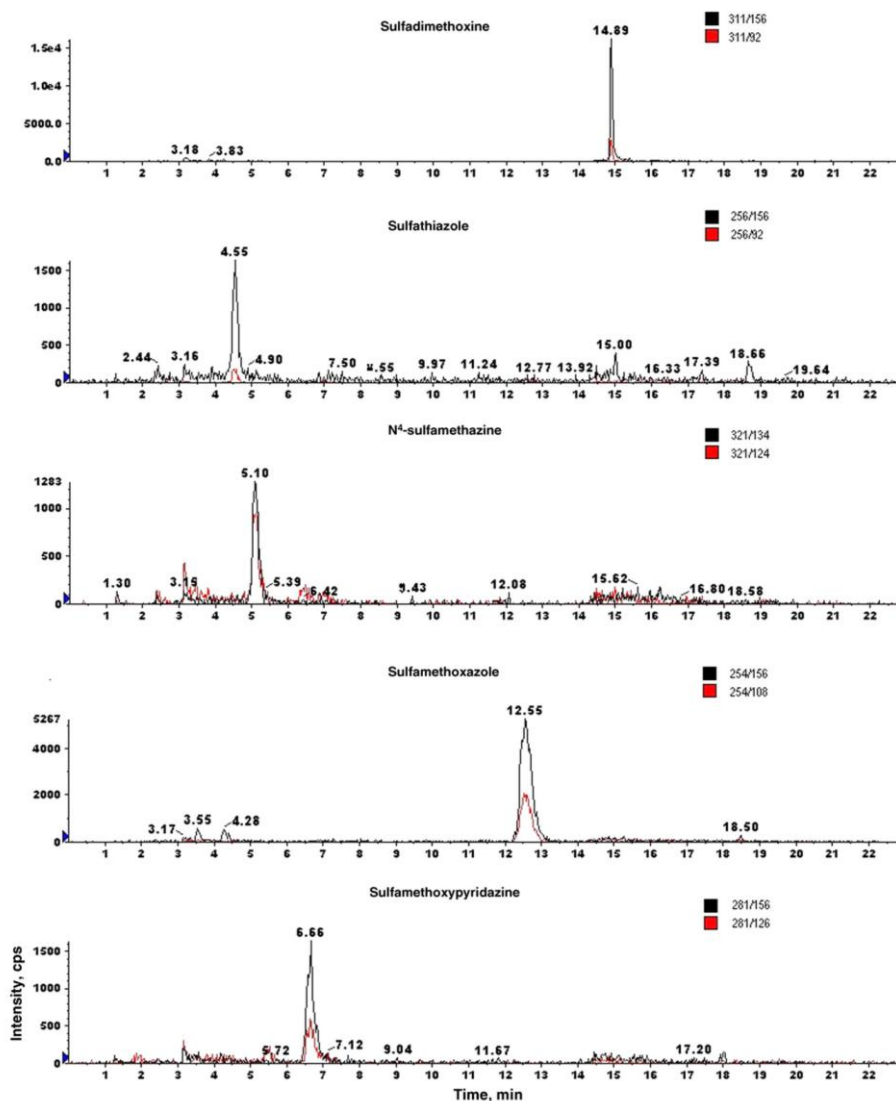 Sulfadimethoxine
311/156
311/92
14.89
1.5e4
1.0e4
5000.0
3.18 3.83
0.0
1 2 3 4 5 6 7 8 9 10 11 12 13 14 15 16 17 18 19 20 21 22
Sulfathiazole
256/156
256/92
4.55
1500
1000
500
2.44 3.16 4.90 7.50 9.97 11.24 12.77 13.92 15.00 16.33 17.39 18.66 19.64
0
1 2 3 4 5 6 7 8 9 10 11 12 13 14 15 16 17 18 19 20 21 22
N⁴-sulfamethazine
321/134
321/124
5.10
1283
1000
500
1.30 3.19 5.39 6.42 9.43 12.08 15.62 16.80 18.58
0
1 2 3 4 5 6 7 8 9 10 11 12 13 14 15 16 17 18 19 20 21 22
Sulfamethoxazole
254/156
254/108
12.55
5267
4000
2000
3.17 3.55 4.28 18.50
0
1 2 3 4 5 6 7 8 9 10 11 12 13 14 15 16 17 18 19 20 21 22
Sulfamethoxypyridazine
281/156
281/126
6.66
1500
1000
500
5.72 7.12 9.04 11.67 17.20
0
1 2 3 4 5 6 7 8 9 10 11 12 13 14 15 16 17 18 19 20 21 22
Intensity, cps
Time, min